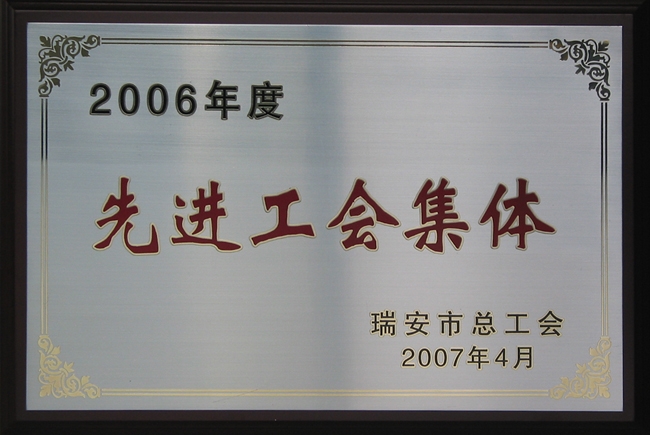 2006年度
先进工会集体
瑞安市总工会
2007年4月